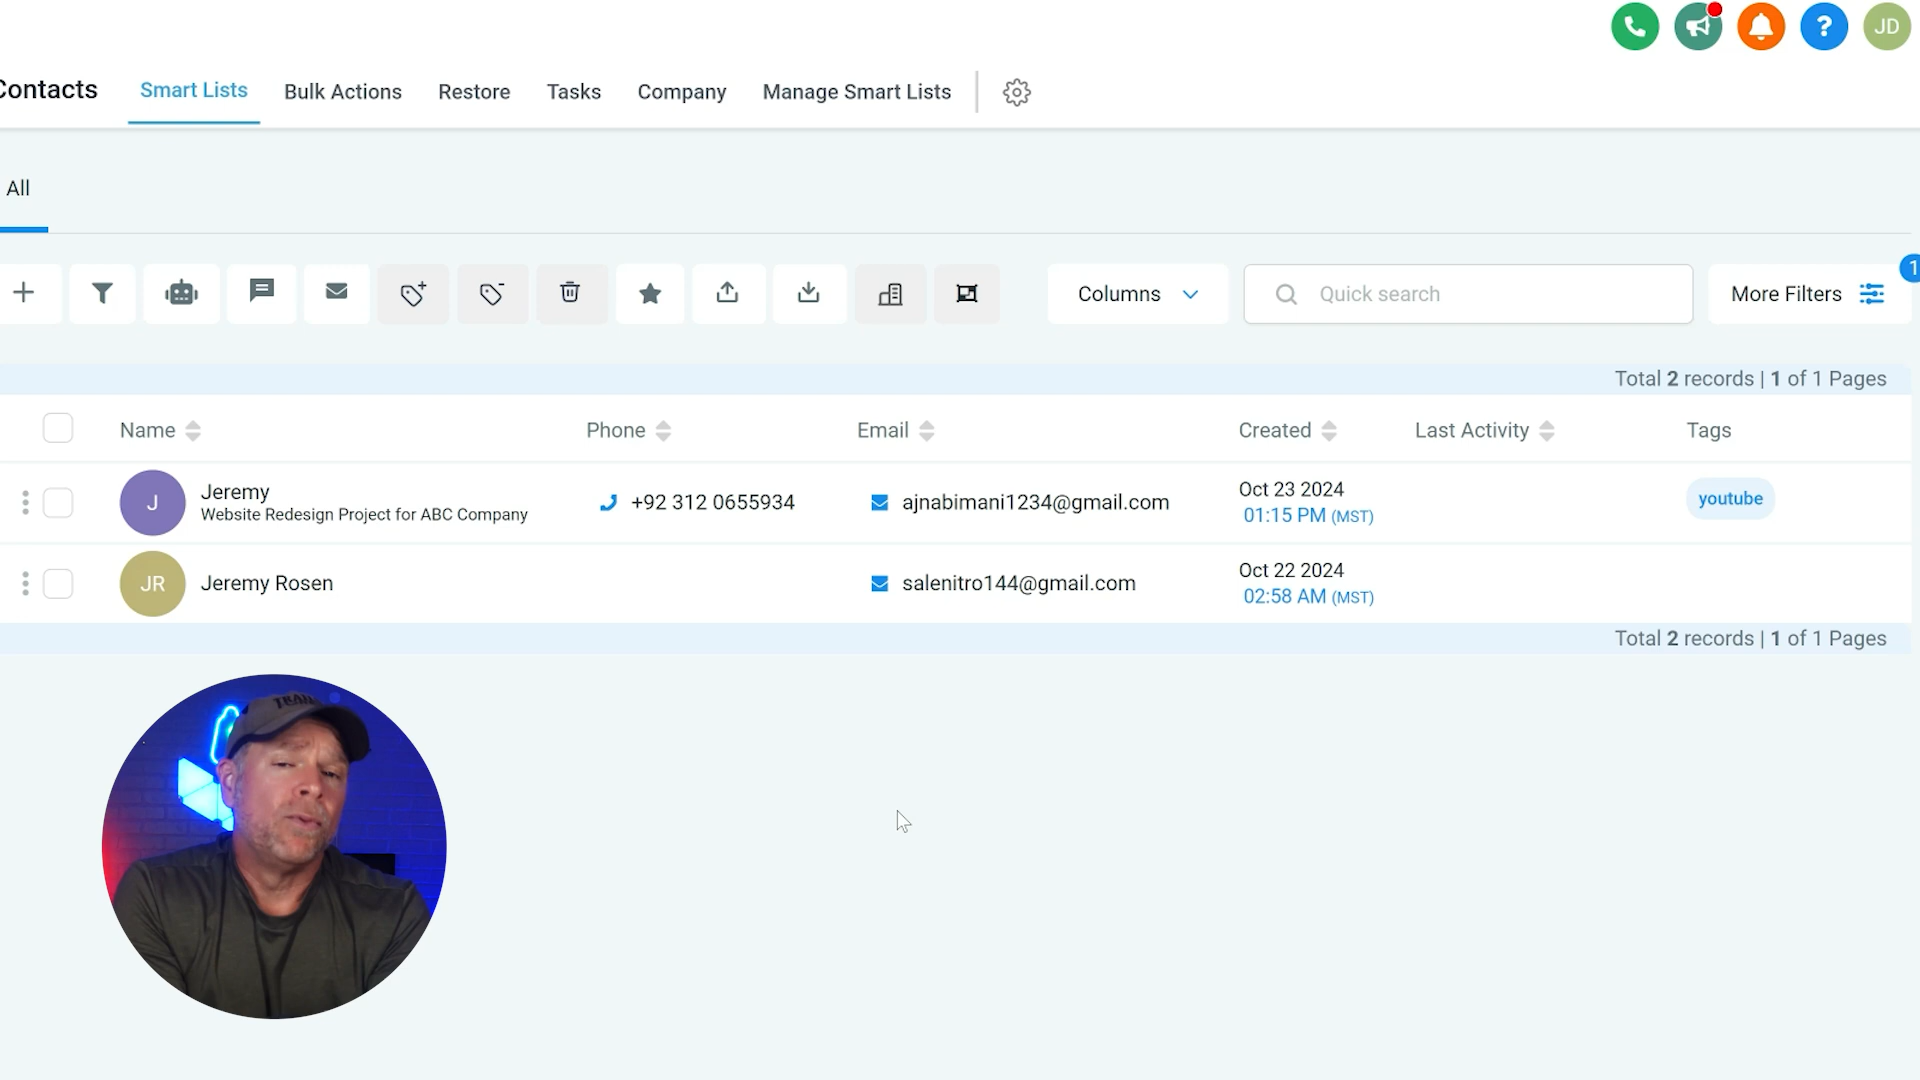 JD
Contacts Smart Lists Bulk Actions Restore Tasks Company Manage Smart Lists
All
1
Columns Quick search More Filters
Total 2 records | 1 of 1 Pages
Name Phone Email Created Last Activity Tags
J Jeremy
Website Redesign Project for ABC Company
+92 312 0655934
ajnabimani1234@gmail.com
Oct 23 2024
01:15 PM (MST)
youtube
JR Jeremy Rosen
salenitro144@gmail.com
Oct 22 2024
02:58 AM (MST)
Total 2 records | 1 of 1 Pages